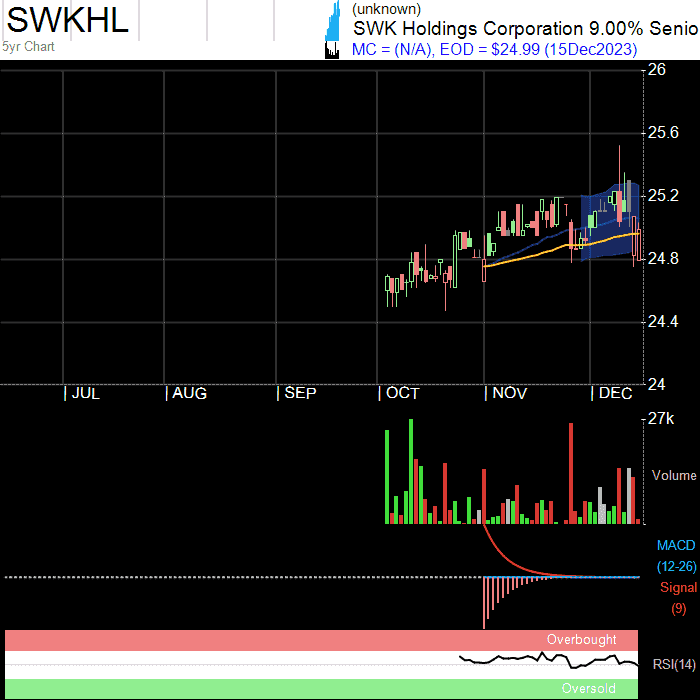 SWKHL
(unknown)
SWK Holdings Corporation 9.00% Senio
5yr Chart
MC = (N/A), EOD = $24.99 (15Dec2023)
26
25.6
25.2
24.8
24.4
24
| JUL | AUG | SEP | OCT | NOV | DEC
27k
Volume
MACD
(12-26)
Signal
(9)
Overbought
RSI(14)
Oversold